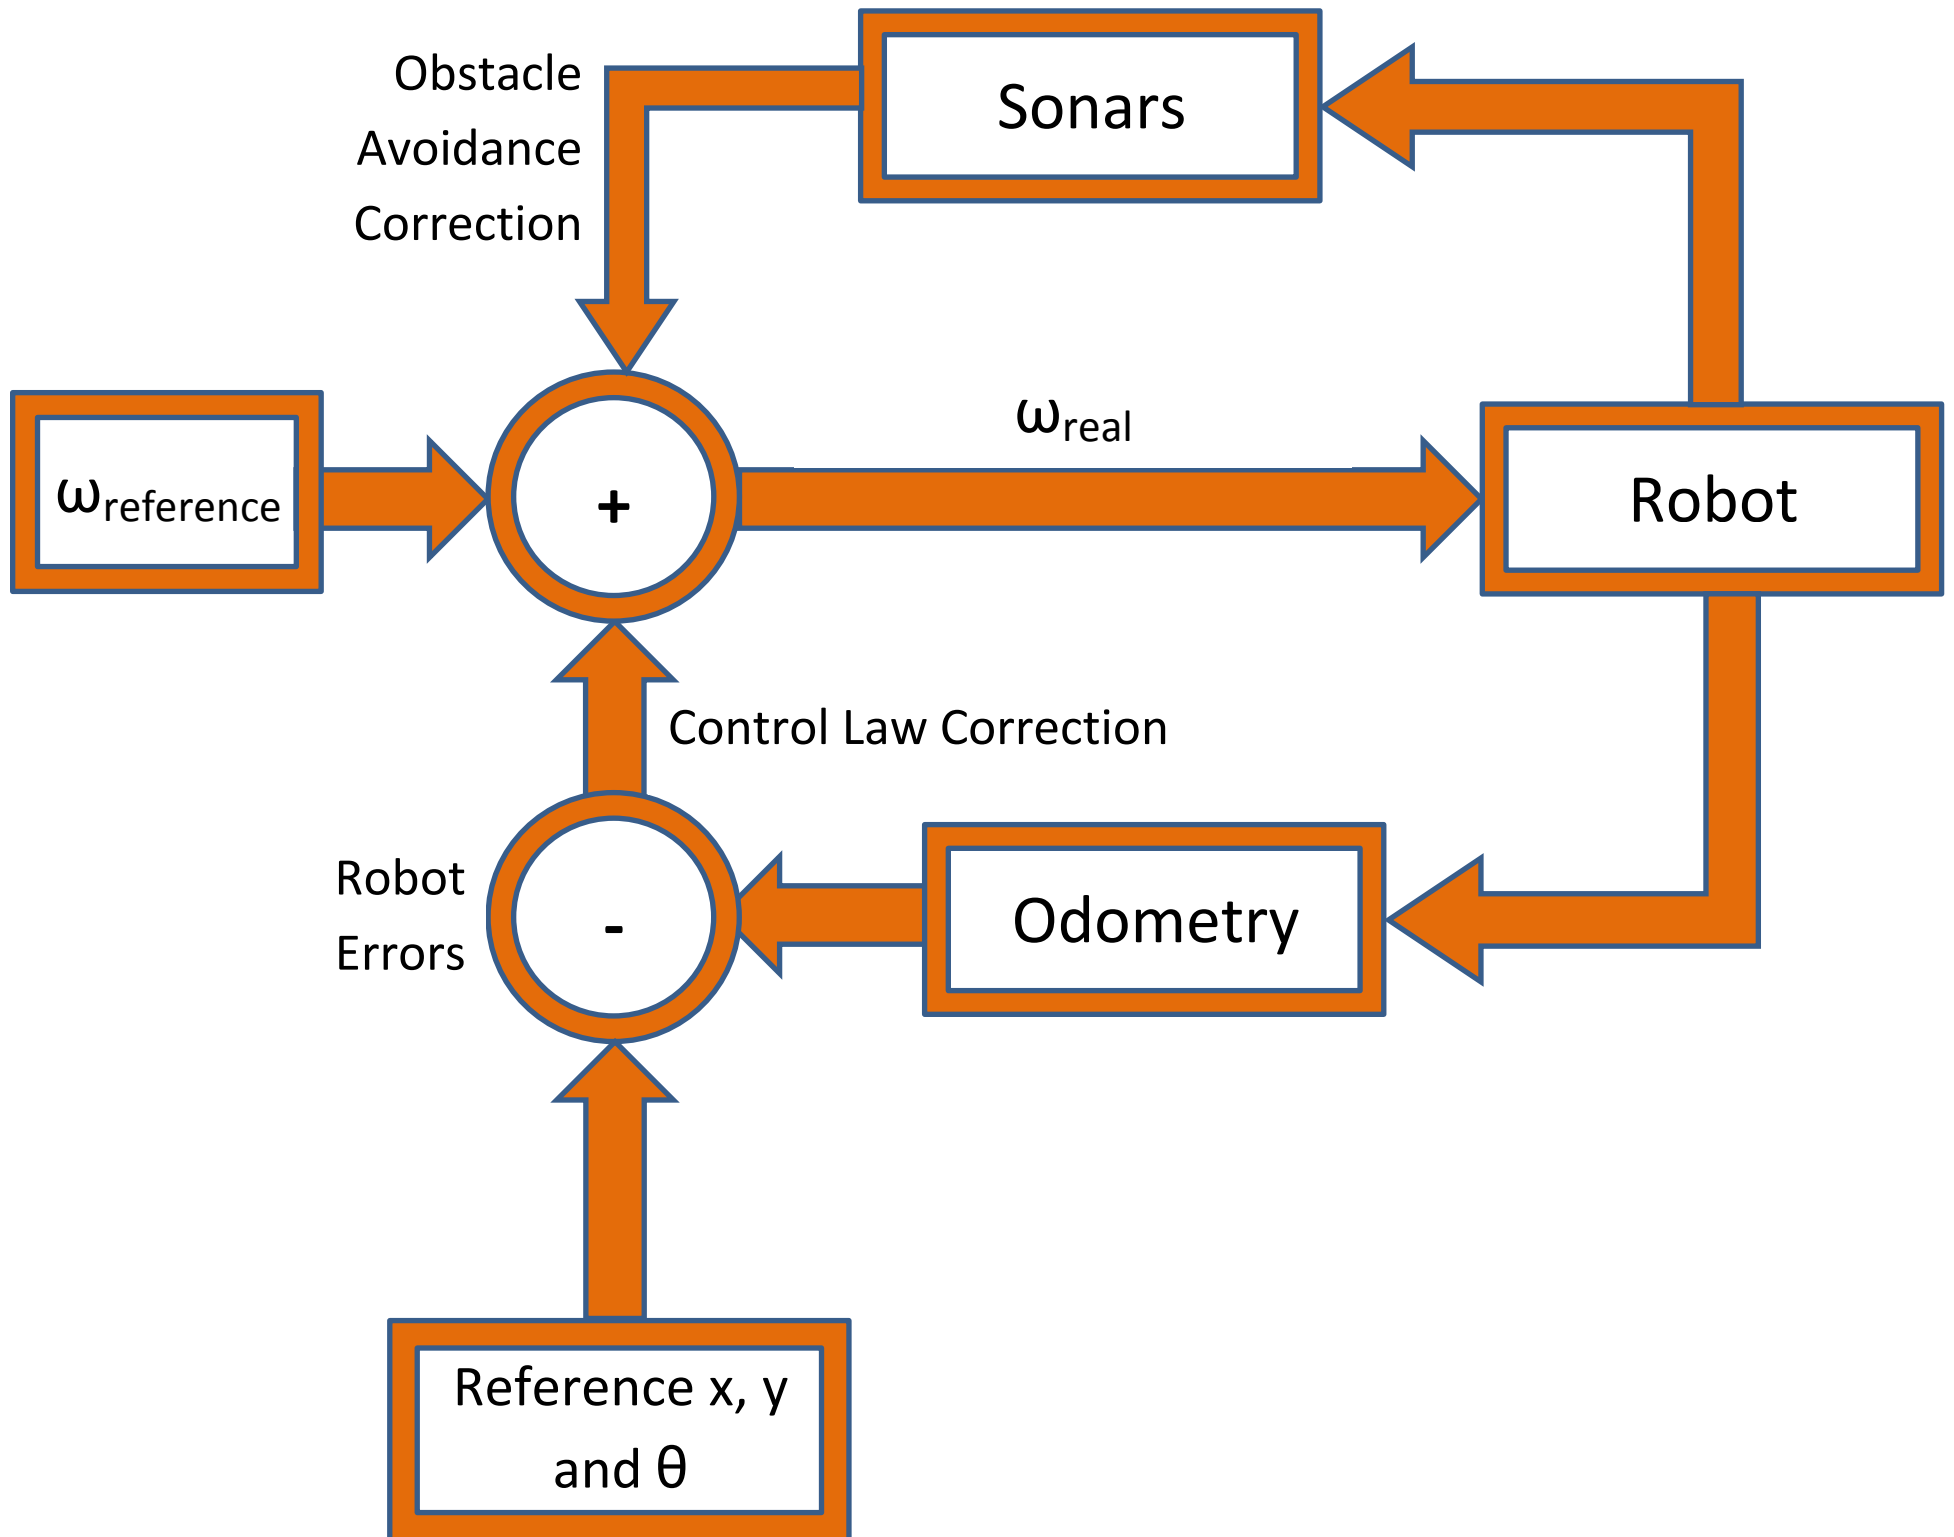 Obstacle
Avoidance
Correction
Sonars
ωreference
+
ωreal
Robot
Control Law Correction
Robot
Errors
-
Odometry
Reference x, y
and θ